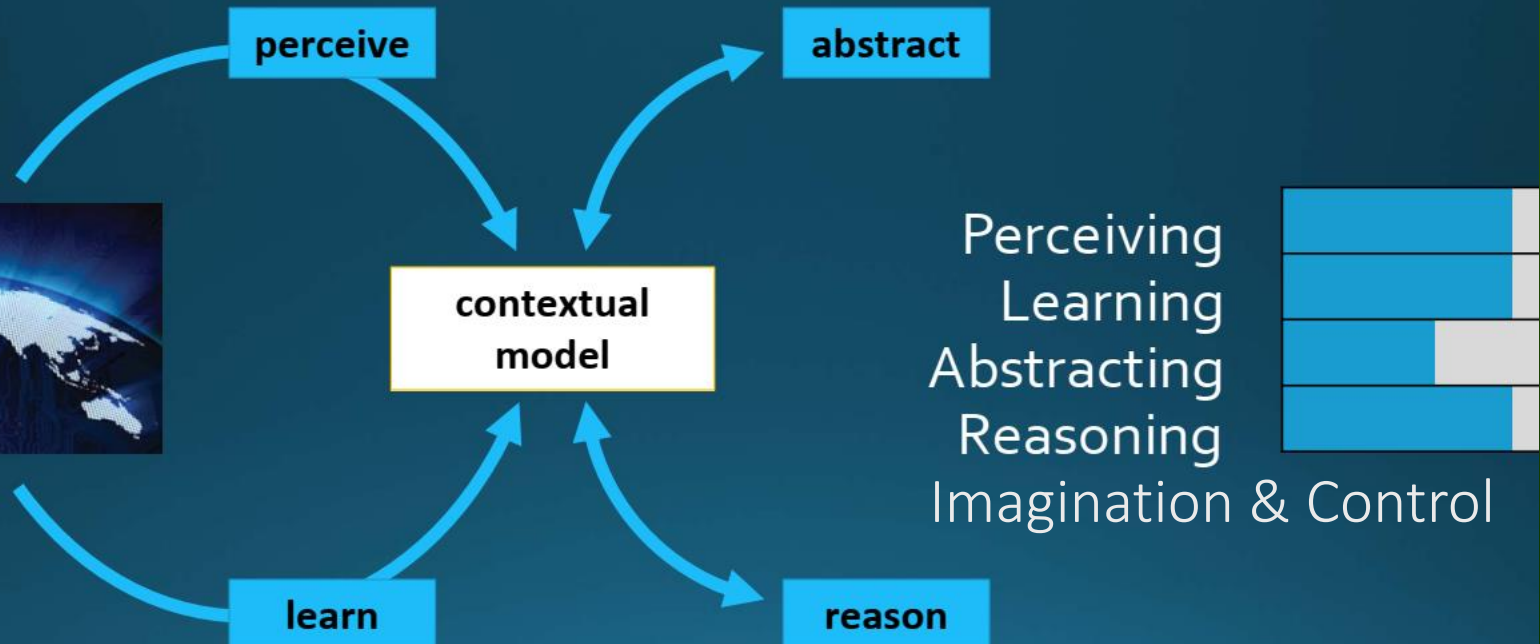 perceive
abstract
contextual
model
learn
reason
Perceiving
Learning
Abstracting
Reasoning
Imagination & Control